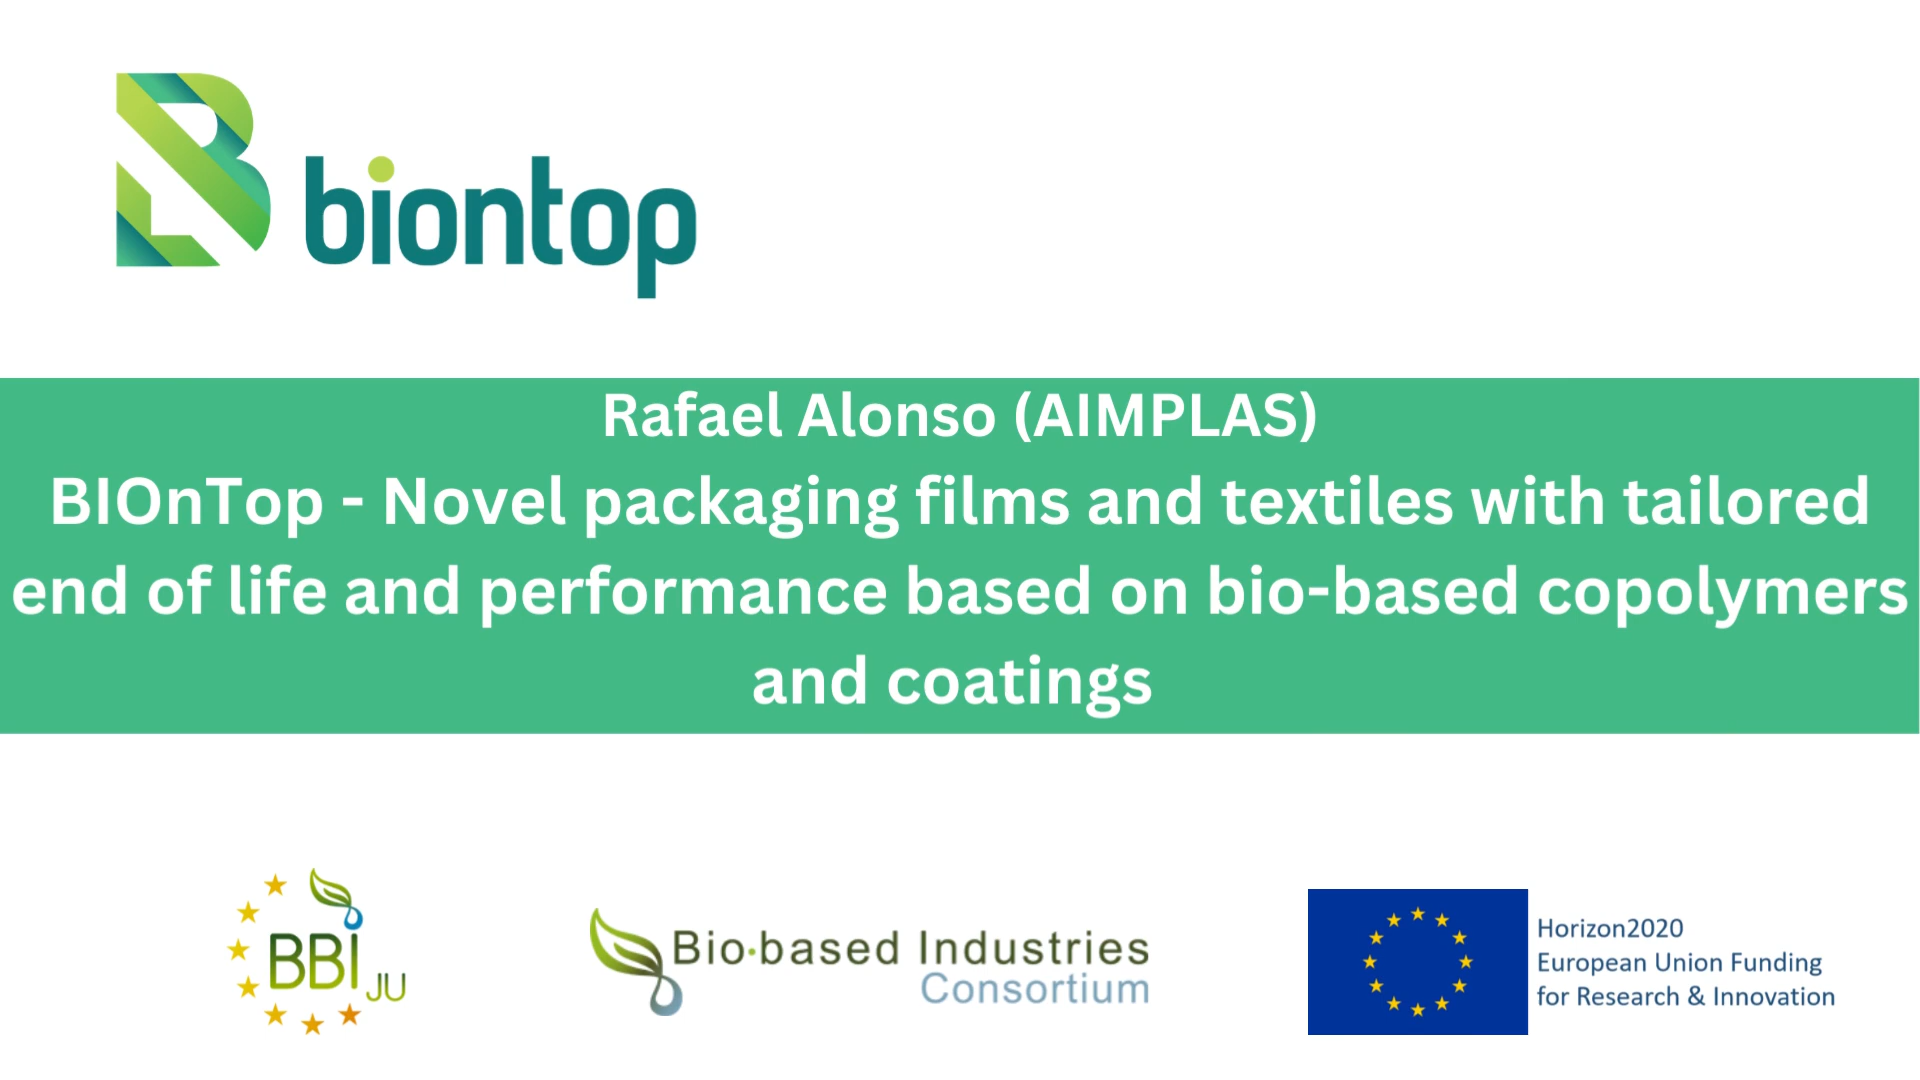 biontop
Rafael Alonso (AIMPLAS)
BIOnTop - Novel packaging films and textiles with tailored
end of life and performance based on bio-based copolymers
and coatings
BBI JU
Bio·based Industries
Consortium
Horizon2020
European Union Funding
for Research & Innovation